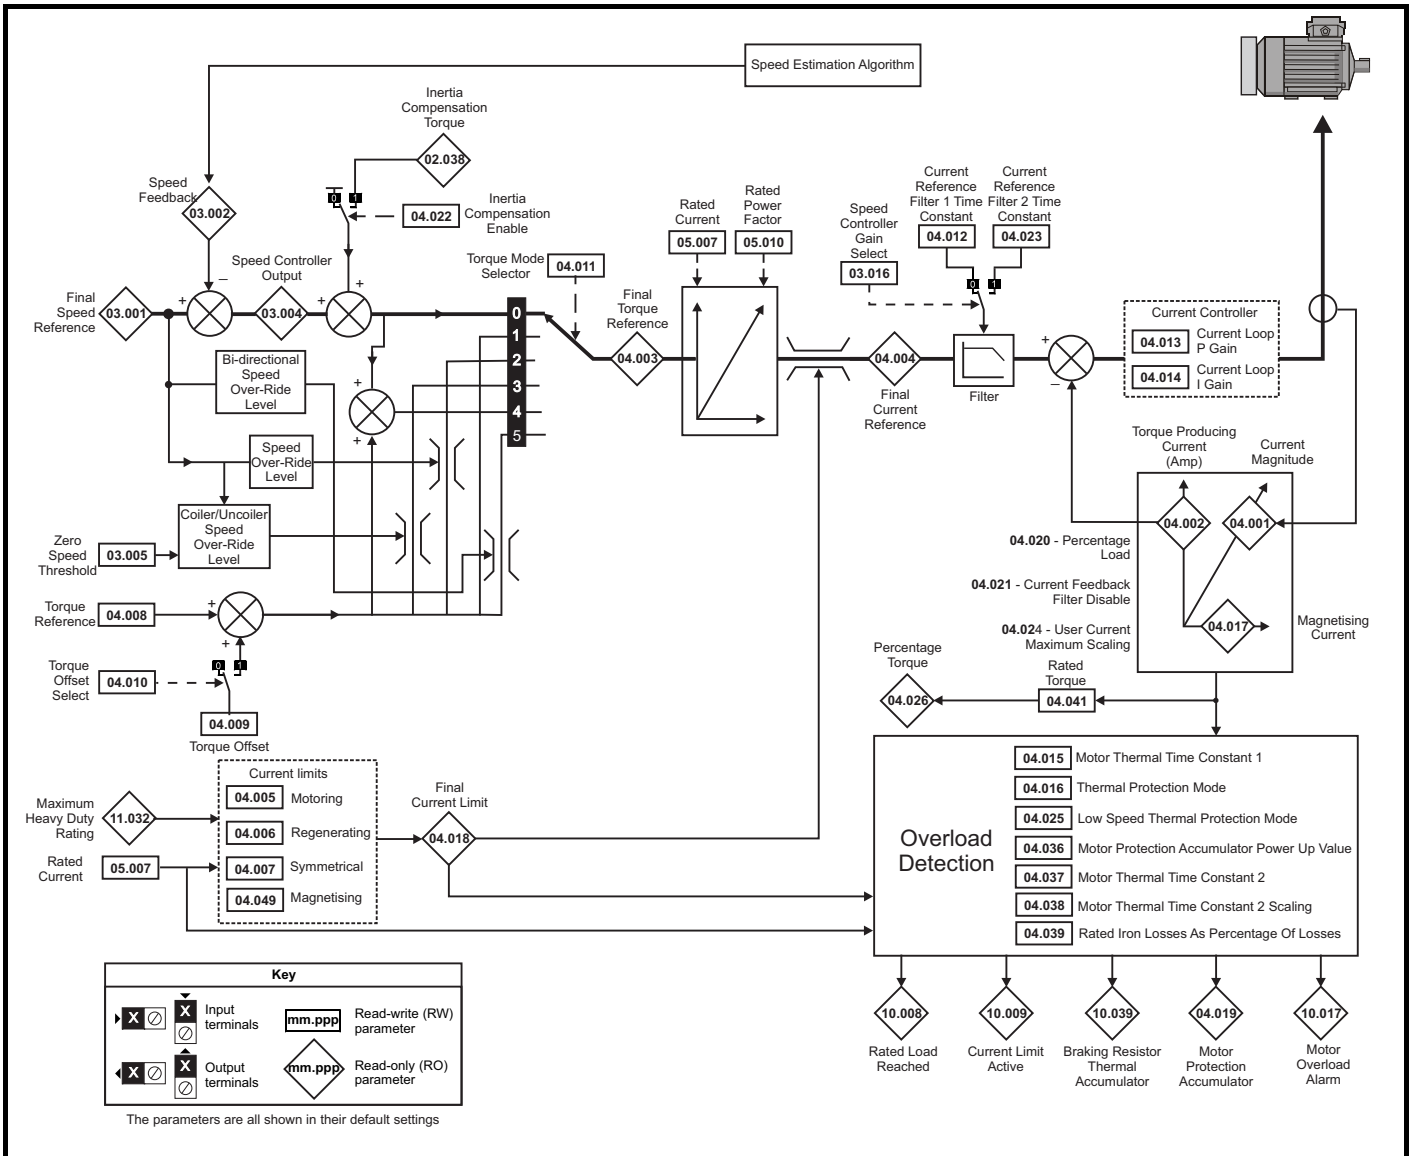 Speed Estimation Algorithm
Inertia
Compensation
Torque
02.038
Speed
Feedback
03.002
0 1
04.022
Inertia
Compensation
Enable
Speed Controller
Output
Final
Speed
Reference
03.001
+
−
03.004
+
+
Torque Mode
Selector
04.011
Final
Torque
Reference
04.003
Rated
Current
05.007
Rated
Power
Factor
05.010
Speed
Controller
Gain
Select
03.016
Current
Reference
Filter 1 Time
Constant
04.012
Current
Reference
Filter 2 Time
Constant
04.023
0 1
04.004
Final
Current
Reference
Filter
+
−
Current Controller
04.013
Current Loop
P Gain
04.014
Current Loop
I Gain
0
1
2
3
4
5
Bi-directional
Speed
Over-Ride
Level
+
+
Speed
Over-Ride
Level
Coiler/Uncoiler
Speed
Over-Ride
Level
Zero
Speed
Threshold
03.005
Torque
Reference
04.008
+
+
0 1
Torque
Offset
Select
04.010
04.009
Torque Offset
Torque Producing
Current
(Amp)
Current
Magnitude
04.002
04.001
04.017
Magnetising
Current
04.020 - Percentage
Load
04.021 - Current Feedback
Filter Disable
04.024 - User Current
Maximum Scaling
Percentage
Torque
04.026
Rated
Torque
04.041
Maximum
Heavy Duty
Rating
11.032
Rated
Current
05.007
Current limits
04.005 Motoring
04.006 Regenerating
04.007 Symmetrical
04.049 Magnetising
Final
Current Limit
04.018
Overload
Detection
04.015 Motor Thermal Time Constant 1
04.016 Thermal Protection Mode
04.025 Low Speed Thermal Protection Mode
04.036 Motor Protection Accumulator Power Up Value
04.037 Motor Thermal Time Constant 2
04.038 Motor Thermal Time Constant 2 Scaling
04.039 Rated Iron Losses As Percentage Of Losses
10.008
Rated Load
Reached
10.009
Current Limit
Active
10.039
Braking Resistor
Thermal
Accumulator
04.019
Motor
Protection
Accumulator
10.017
Motor
Overload
Alarm
Key
X X
Input
terminals
mm.ppp
Read-write (RW)
parameter
X X
Output
terminals
mm.ppp
Read-only (RO)
parameter
The parameters are all shown in their default settings